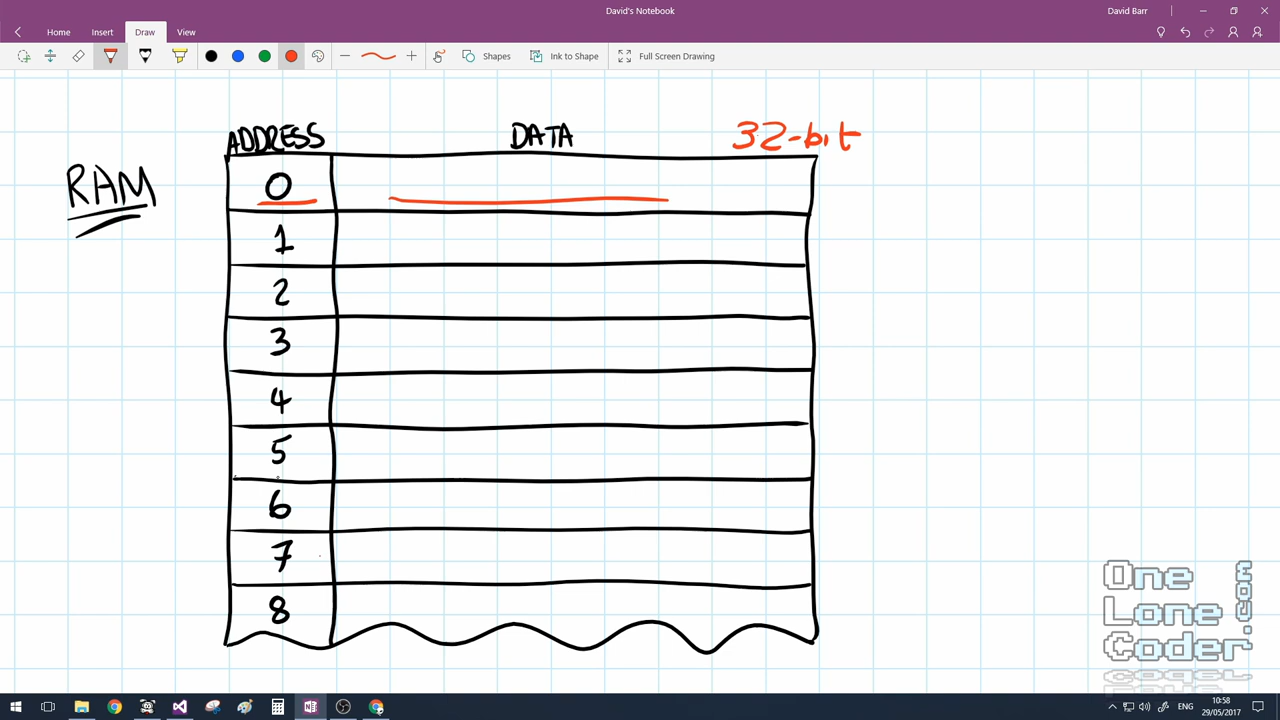 David's Notebook
David Barr
Home
Insert
Draw
View
Shapes
Ink to Shape
Full Screen Drawing
ADDRESS
DATA
32-bit
RAM
0
1
2
3
4
5
6
7
8
One
Lone
Coder
.com
ENG
10:58
29/05/2017